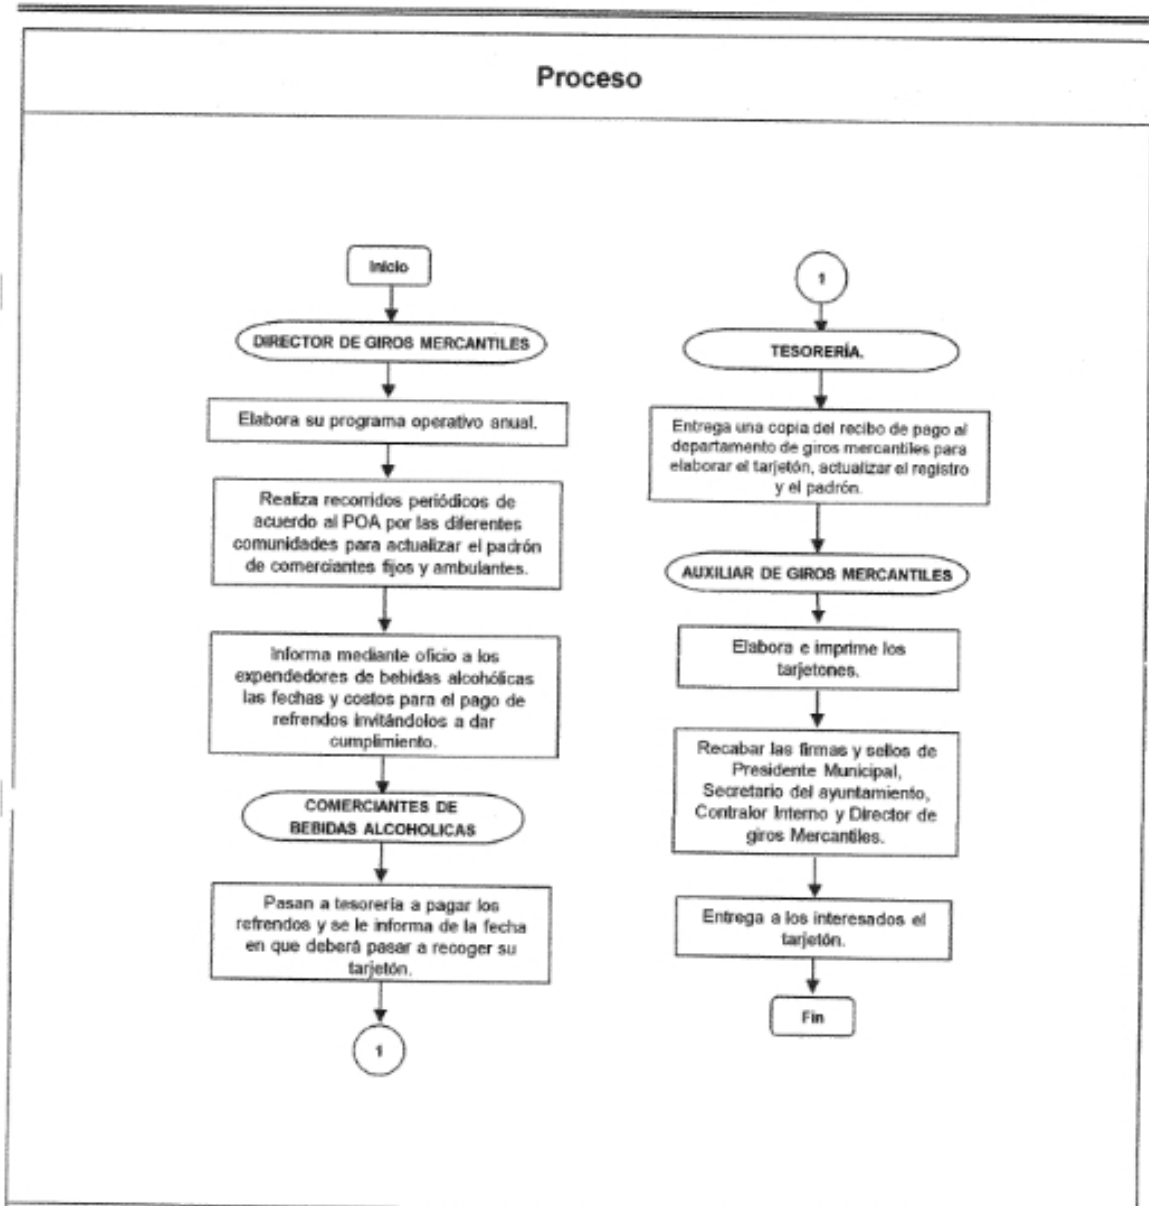 Proceso
Inicio
DIRECTOR DE GIROS MERCANTILES
Elabora su programa operativo anual.
Realiza recorridos periódicos de
acuerdo al POA por las diferentes
comunidades para actualizar el padrón
de comerciantes fijos y ambulantes.
Informa mediante oficio a los
expendedores de bebidas alcohólicas
las fechas y costos para el pago de
refrendos invitándolos a dar
cumplimiento.
COMERCIANTES DE
BEBIDAS ALCOHOLICAS
Pasan a tesorería a pagar los
refrendos y se le informa de la fecha
en que deberá pasar a recoger su
tarjetón.
1
1
TESORERÍA.
Entrega una copia del recibo de pago al
departamento de giros mercantiles para
elaborar el tarjetón, actualizar el registro
y el padrón.
AUXILIAR DE GIROS MERCANTILES
Elabora e imprime los
tarjetones.
Recabar las firmas y sellos de
Presidente Municipal,
Secretario del ayuntamiento,
Contralor Interno y Director de
giros Mercantiles.
Entrega a los interesados el
tarjetón.
Fin